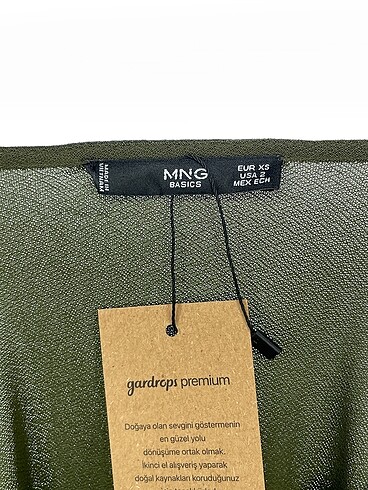 MADE IN
VIETNAM
MNG
BASICS
EUR XS
USA 2
MEX ECH
gardrops premium
Doğaya olan sevgini göstermenin
en güzel yolu
dönüşüme ortak olmak.
İkinci el alışveriş yaparak
doğal kaynakları koruduğunuz